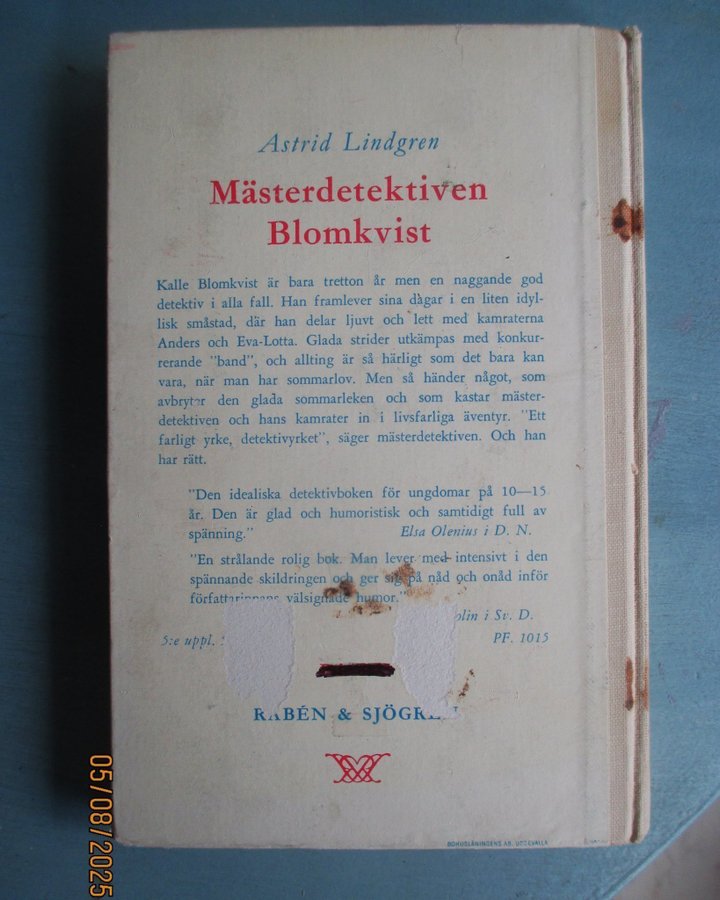 Astrid Lindgren
Mästerdetektiven
Blomkvist
Kalle Blomkvist är bara tretton år men en naggande god
detektiv i alla fall. Han framlever sina dagar i en liten idyl-
lisk småstad, där han delar ljuvt och lett med kamraterna
Anders och Eva-Lotta. Glada strider utkämpas med konkur-
rerande "band", och allting är så härligt som det bara kan
vara, när man har sommarlov. Men så händer något, som
avbryter den glada sommarleken och som kastar mäster-
detektiven och hans kamrater in i livsfarliga äventyr. "Ett
farligt yrke, detektivyrket", säger mästerdetektiven. Och han
har rätt.
"Den idealiska detektivboken för ungdomar på 10—15
år. Den är glad och humoristisk och samtidigt full av
spänning." Elsa Olenius i D. N.
"En strålande rolig bok. Man lever med intensivt i den
spännande skildringen och ger sig på nåd och onåd inför
författarinnans välsignade humor."
olin i Sv. D.
5:e uppl. PF. 1015
RABÉN & SJÖGREN
BOHUSLÄNINGENS AB, UDDEVALLA
05/08/2025